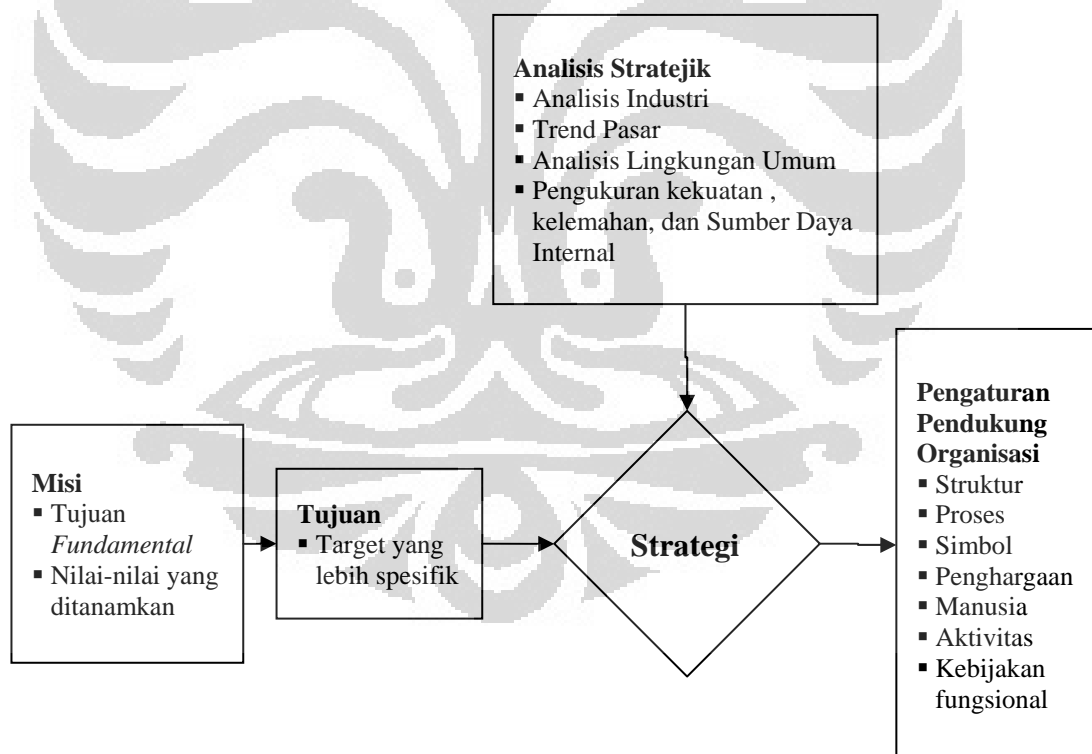 Analisis Stratejik
▪ Analisis Industri
▪ Trend Pasar
▪ Analisis Lingkungan Umum
▪ Pengukuran kekuatan ,
kelemahan, dan Sumber Daya
Internal
Misi
▪ Tujuan
Fundamental
▪ Nilai-nilai yang
ditanamkan
Tujuan
▪ Target yang
lebih spesifik
Strategi
Pengaturan
Pendukung
Organisasi
▪ Struktur
▪ Proses
▪ Simbol
▪ Penghargaan
▪ Manusia
▪ Aktivitas
▪ Kebijakan
fungsional